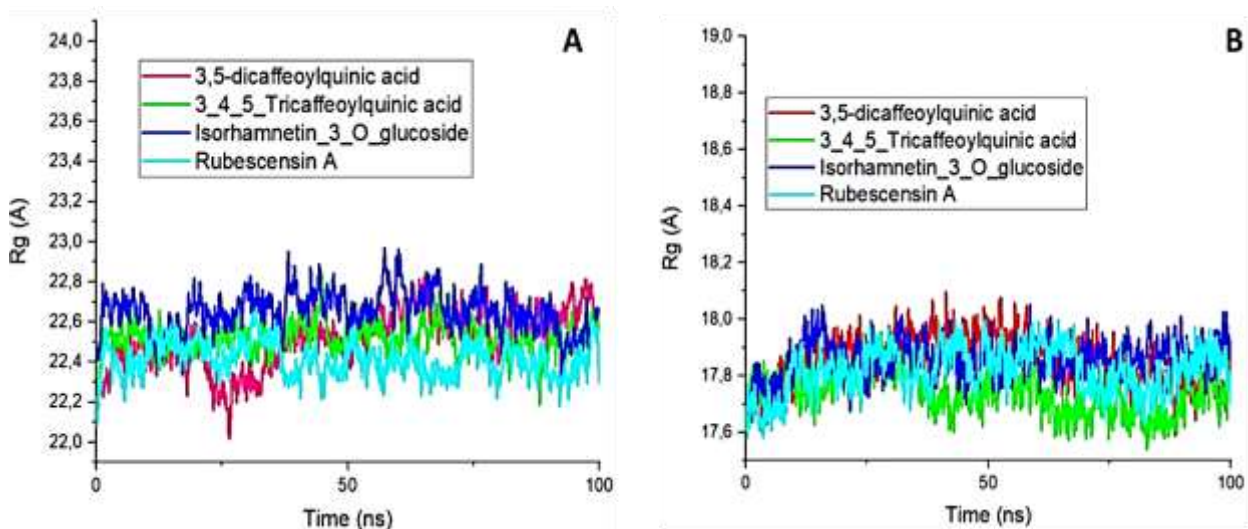 A
24,0
23,8
23,6
23,4
23,2
23,0
22,8
22,6
22,4
22,2
22,0
Rg (A)
3,5-dicaffeoylquinic acid
3_4_5_Tricaffeoylquinic acid
Isorhamnetin_3_O_glucoside
Rubescensin A
0
50
100
Time (ns)
B
19,0
18,8
18,6
18,4
18,2
18,0
17,8
17,6
17,5
Rg (A)
3,5-dicaffeoylquinic acid
3_4_5_Tricaffeoylquinic acid
Isorhamnetin_3_O_glucoside
Rubescensin A
0
50
100
Time (ns)